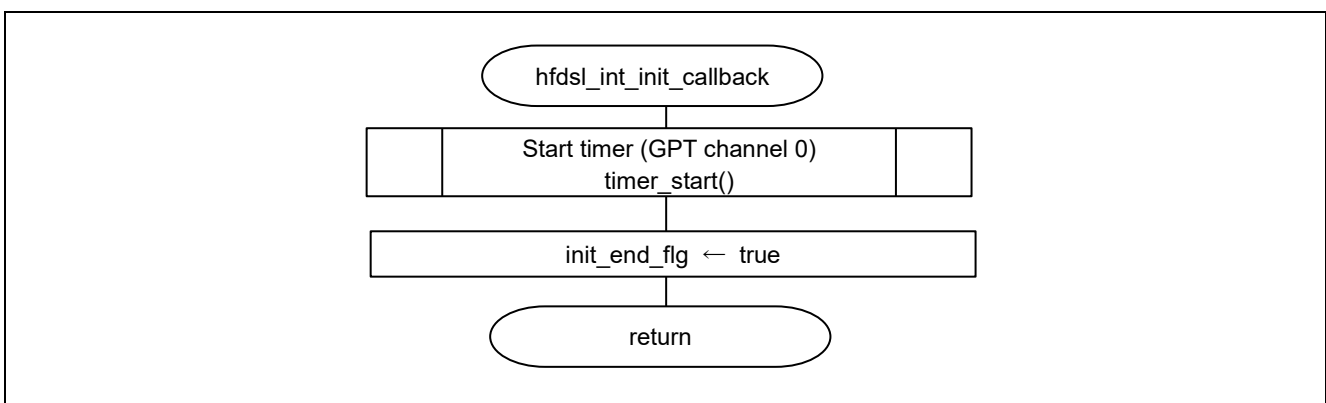 hfdsl_int_init_callback
Start timer (GPT channel 0)
timer_start()
init_end_flg ← true
return